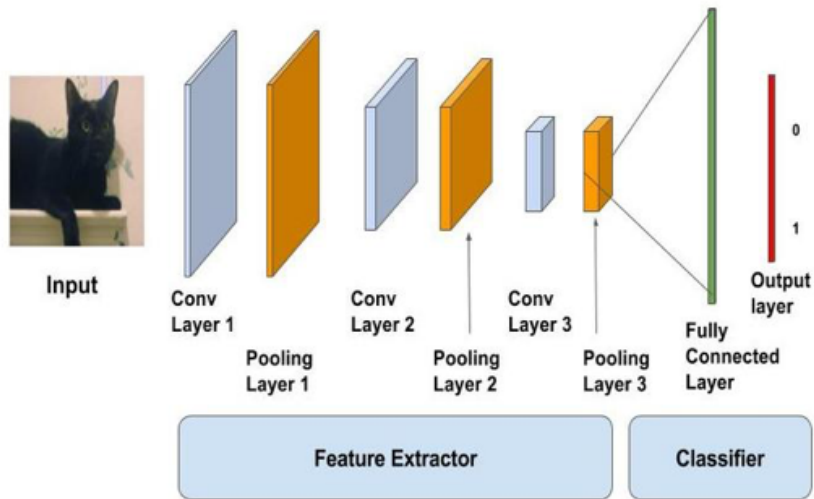 Input
Conv
Layer 1
Pooling
Layer 1
Conv
Layer 2
Pooling
Layer 2
Conv
Layer 3
Pooling
Layer 3
Fully
Connected
Layer
0
1
Output
layer
Feature Extractor
Classifier